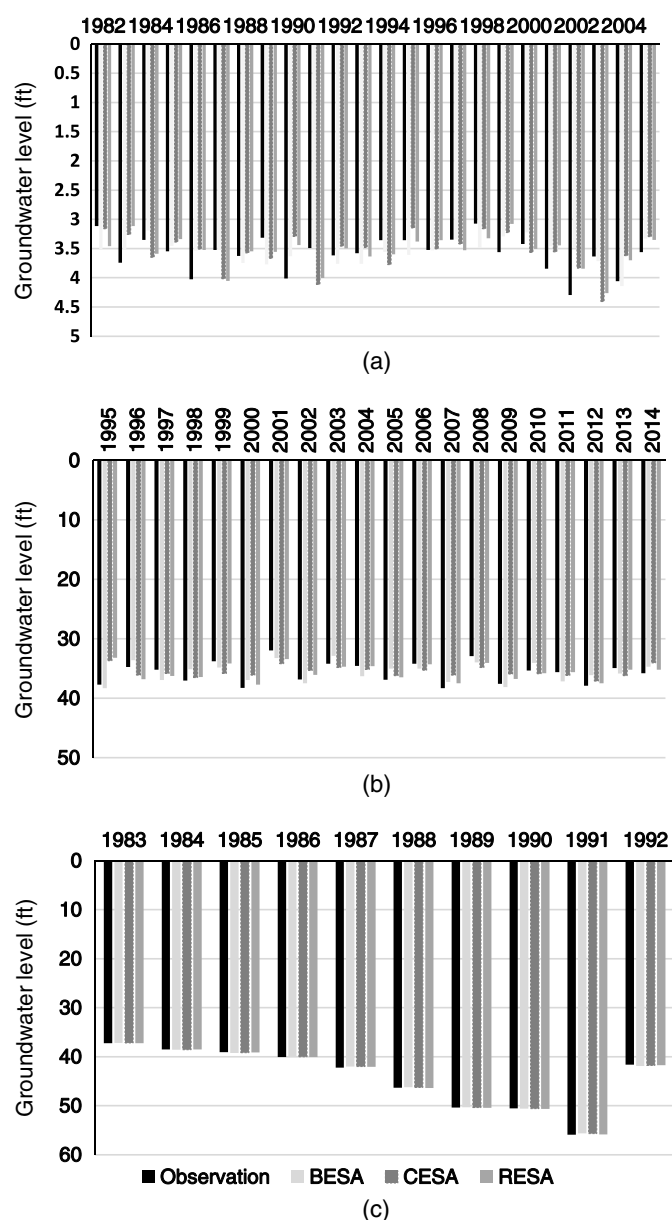 1982 1984 1986 1988 1990 1992 1994 1996 1998 2000 2002 2004
0
0.5
1
1.5
2
2.5
3
3.5
4
4.5
5
Groundwater level (ft)
(a)
1995 1996 1997 1998 1999 2000 2001 2002 2003 2004 2005 2006 2007 2008 2009 2010 2011 2012 2013 2014
0
10
20
30
40
50
Groundwater level (ft)
(b)
1983 1984 1985 1986 1987 1988 1989 1990 1991 1992
0
10
20
30
40
50
60
Groundwater level (ft)
Observation BESA CESA RESA
(c)